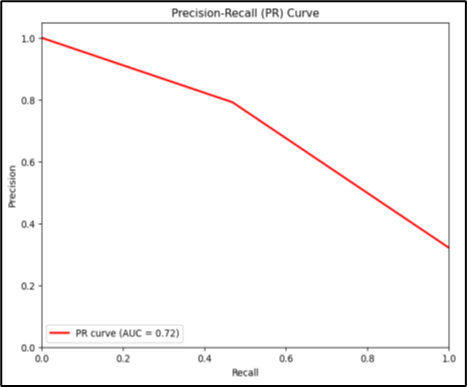 Precision-Recall (PR) Curve
1.0
0.8
0.6
0.4
0.2
0.0
Precision
PR curve (AUC = 0.72)
0.0 0.2 0.4 0.6 0.8 1.0
Recall